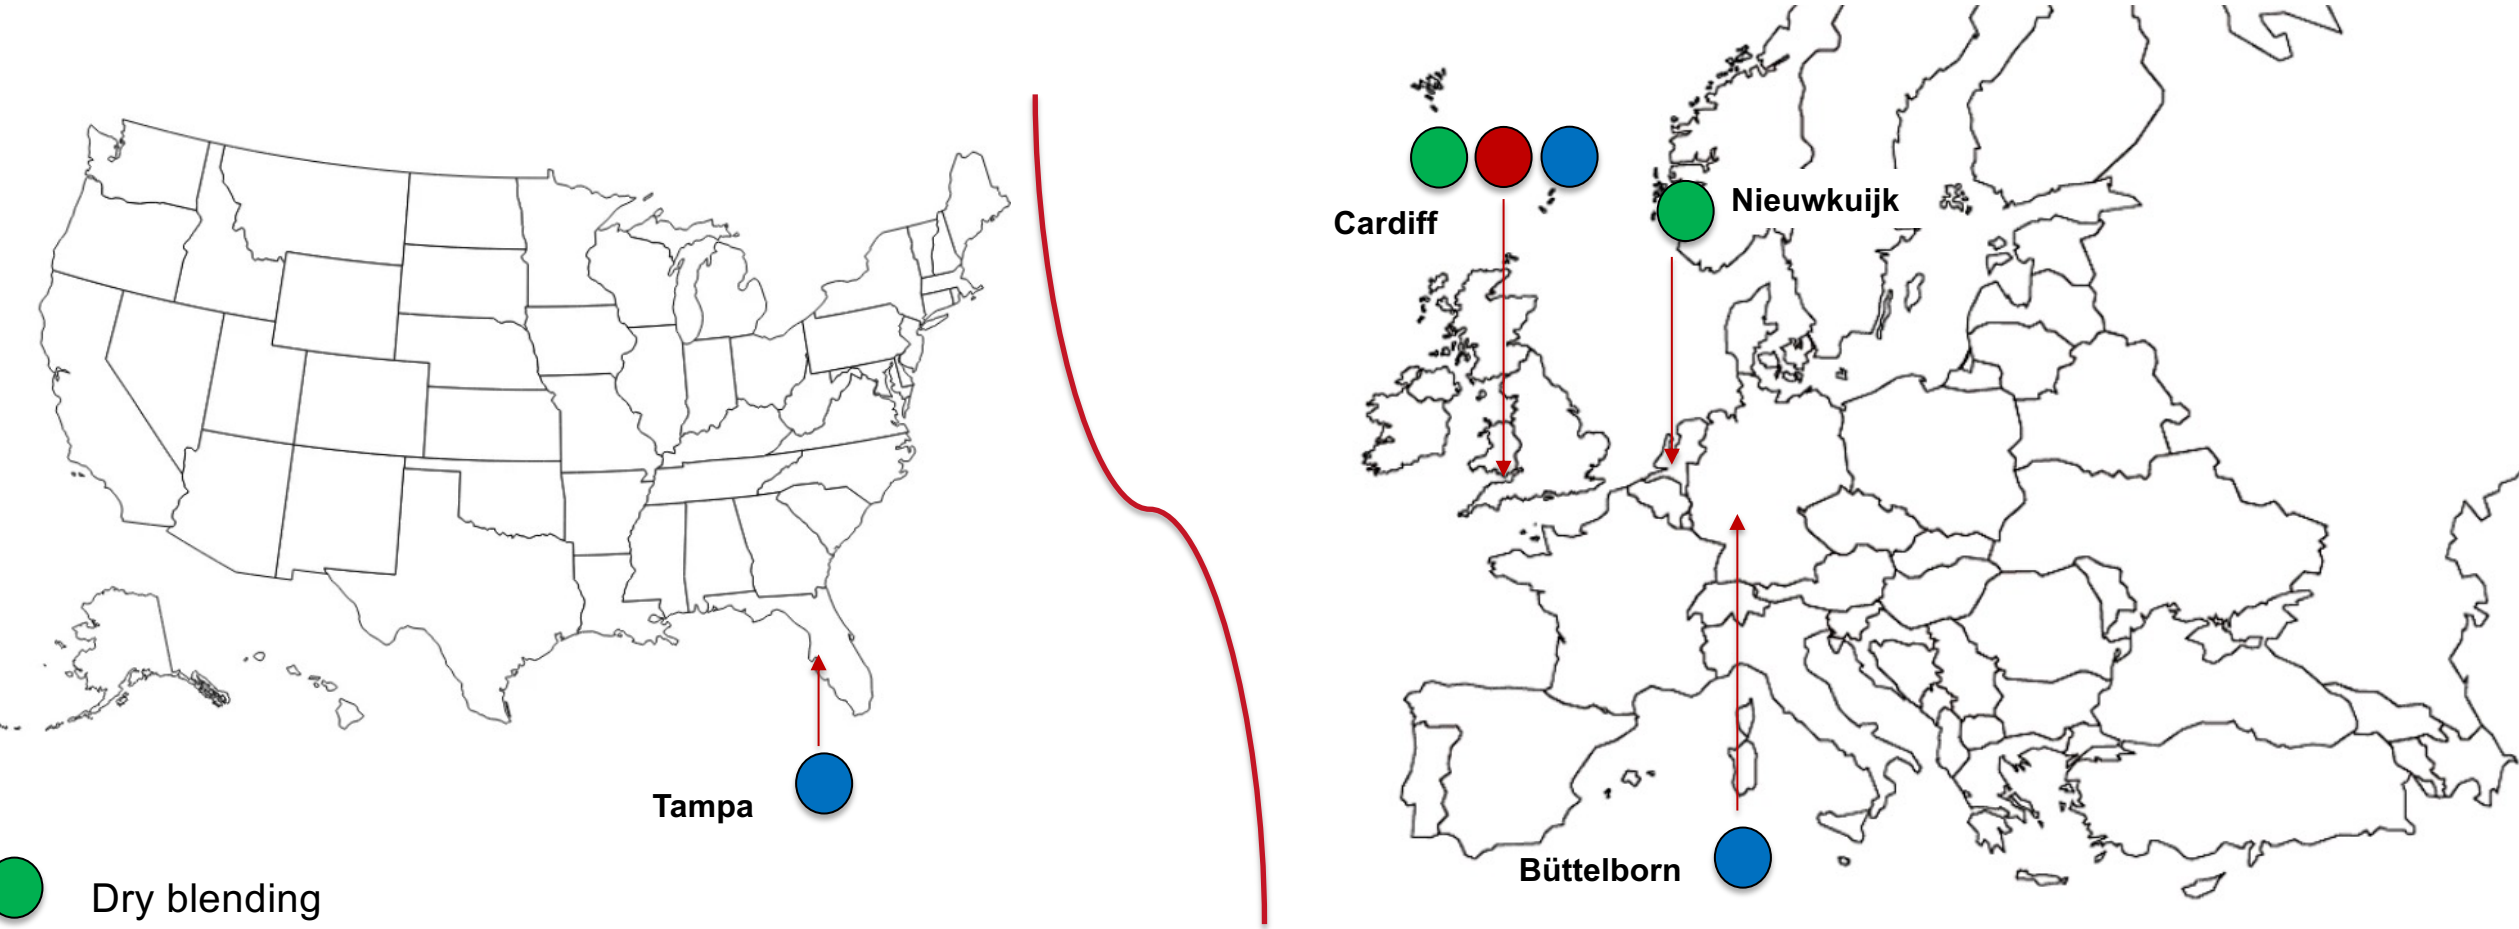 Cardiff
Nieuwkuijk
Tampa
Büttelborn
Dry blending